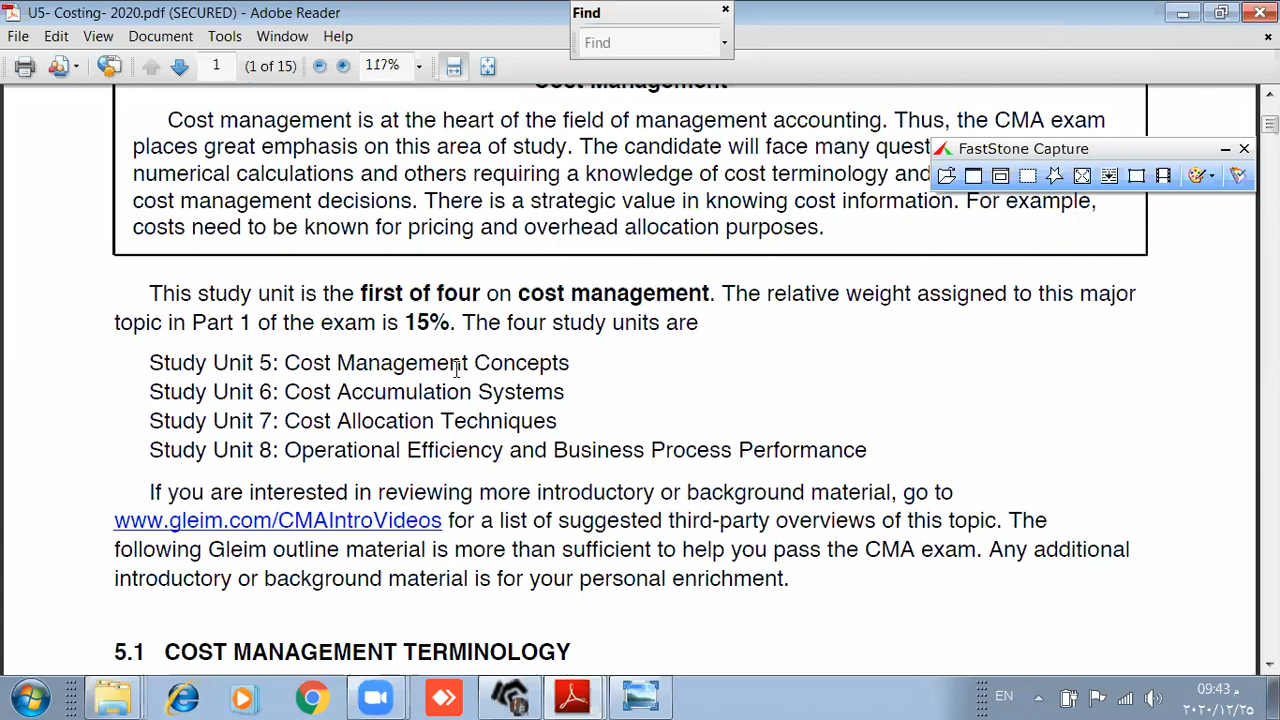 U5- Costing- 2020.pdf (SECURED) - Adobe Reader
Find
File Edit View Document Tools Window Help
Find
1 (1 of 15) 117%
Cost Management
Cost management is at the heart of the field of management accounting. Thus, the CMA exam
places great emphasis on this area of study. The candidate will face many quest
FastStone Capture
numerical calculations and others requiring a knowledge of cost terminology and
cost management decisions. There is a strategic value in knowing cost information. For example,
costs need to be known for pricing and overhead allocation purposes.
This study unit is the first of four on cost management. The relative weight assigned to this major
topic in Part 1 of the exam is 15%. The four study units are
Study Unit 5: Cost Management Concepts
Study Unit 6: Cost Accumulation Systems
Study Unit 7: Cost Allocation Techniques
Study Unit 8: Operational Efficiency and Business Process Performance
If you are interested in reviewing more introductory or background material, go to
www.gleim.com/CMAIntroVideos for a list of suggested third-party overviews of this topic. The
following Gleim outline material is more than sufficient to help you pass the CMA exam. Any additional
introductory or background material is for your personal enrichment.
5.1 COST MANAGEMENT TERMINOLOGY
EN
09:43 م
٢٠٢٠/١٢/٢٥